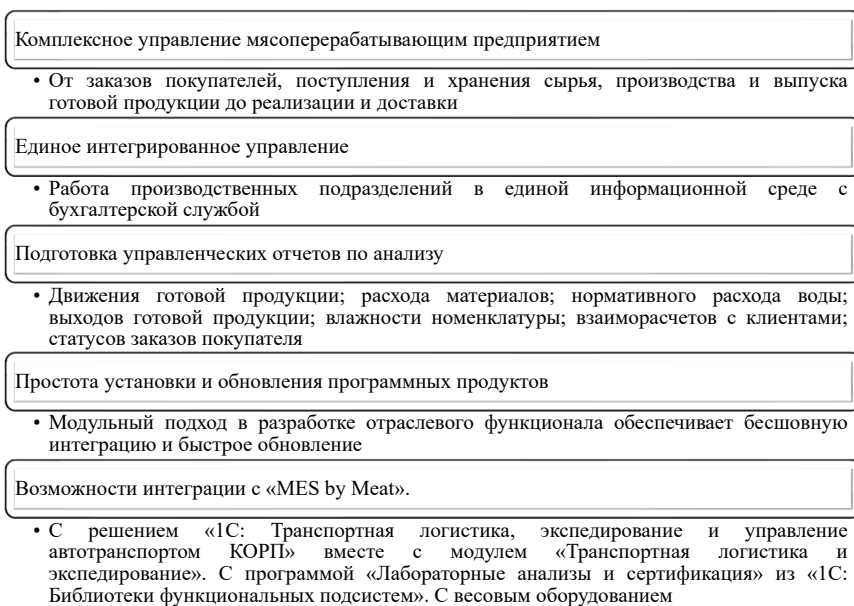 Комплексное управление мясоперерабатывающим предприятием
• От заказов покупателей, поступления и хранения сырья, производства и выпуска
готовой продукции до реализации и доставки
Единое интегрированное управление
• Работа производственных подразделений в единой информационной среде с
бухгалтерской службой
Подготовка управленческих отчетов по анализу
• Движения готовой продукции; расхода материалов; нормативного расхода воды;
выходов готовой продукции; влажности номенклатуры; взаиморасчетов с клиентами;
статусов заказов покупателя
Простота установки и обновления программных продуктов
• Модульный подход в разработке отраслевого функционала обеспечивает бесшовную
интеграцию и быстрое обновление
Возможности интеграции с «MES by Meat».
• С решением «1С: Транспортная логистика, экспедирование и управление
автотранспортом КОРП» вместе с модулем «Транспортная логистика и
экспедирование». С программой «Лабораторные анализы и сертификация» из «1С:
Библиотеки функциональных подсистем». С весовым оборудованием